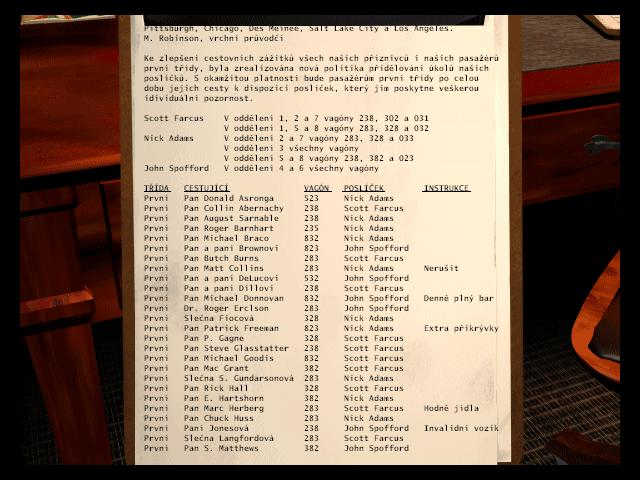 Pittsburgh, Chicago, Des Meinee, Salt Lake City a Los Angeles.
M. Robinson, vrchní průvodčí
Ke zlepšení cestovních zážitků všech našich příznivců i našich pasažérů
první třídy, byla zrealizována nová politika přidělování úkolů našich
poslíčků. S okamžitou platností bude pasažérům první třídy po celou
dobu jejich cesty k dispozici poslíček, který jim poskytne veškerou
idividuální pozornost.
Scott Farcus V oddělení 1, 2 a 7 vagóny 238, 302 a 031
V oddělení 1, 5 a 8 vagóny 283, 328 a 032
Nick Adams V oddělení 2 a 7 vagóny 283, 328 a 033
V oddělení 3 všechny vagóny
V oddělení 5 a 8 vagóny 238, 382 a 023
John Spofford V oddělení 4 a 6 všechny vagóny
TŘÍDA CESTUJÍCÍ VAGÓN POSLÍČEK INSTRUKCE
První Pan Donald Asronga 523 Nick Adams
První Pan Collin Abernachy 238 Scott Farcus
První Pan August Sarnable 238 Nick Adams
První Pan Roger Barnhart 235 Nick Adams
První Pan Michael Braco 832 Nick Adams
První Pan a paní Brownovi 823 John Spofford
První Pan Butch Burns 283 Scott Farcus
První Pan Matt Collins 283 Nick Adams Nerušit
První Pan a paní DeLucovi 532 John Spofford
První Pan a paní Dillovi 238 Scott Farcus
První Pan Michael Donnovan 832 John Spofford Denně plný bar
První Dr. Roger Erclson 283 John Spofford
První Slečna Fiocová 328 Nick Adams
První Pan Patrick Freeman 823 Nick Adams Extra přikrývky
První Pan P. Gagne 328 Scott Farcus
První Pan Steve Glasstatter 238 Scott Farcus
První Pan Michael Goodis 832 Scott Farcus
První Pan Mac Grant 382 Scott Farcus
První Slečna S. Gundarsonová 283 Nick Adams
První Pan Rick Hall 328 Scott Farcus
První Pan E. Hartshorn 382 Nick Adams
První Pan Marc Herberg 283 Scott Farcus Hodně jídla
První Pan Chuck Huss 283 Nick Adams
První Paní Jonesová 238 John Spofford Invalidní vozík
První Slečna Langfordová 283 Scott Farcus
První Pan S. Matthews 382 John Spofford